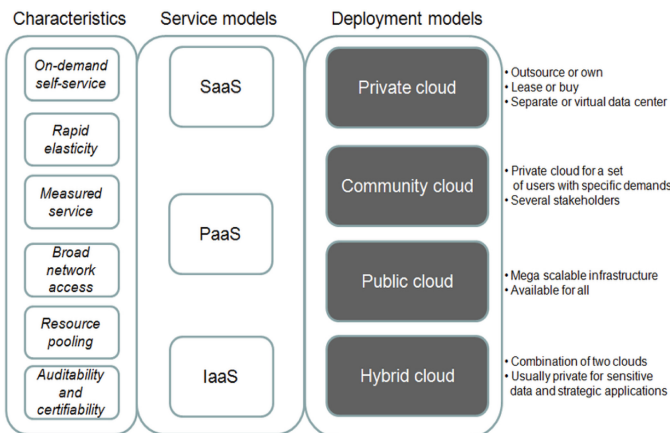 Characteristics
Service models
Deployment models
On-demand
self-service
Rapid
elasticity
Measured
service
Broad
network
access
Resource
pooling
Auditability
and
certifiability
SaaS
PaaS
IaaS
Private cloud
• Outsource or own
• Lease or buy
• Separate or virtual data center
Community cloud
• Private cloud for a set
of users with specific demands
• Several stakeholders
Public cloud
• Mega scalable infrastructure
• Available for all
Hybrid cloud
• Combination of two clouds
• Usually private for sensitive
data and strategic applications